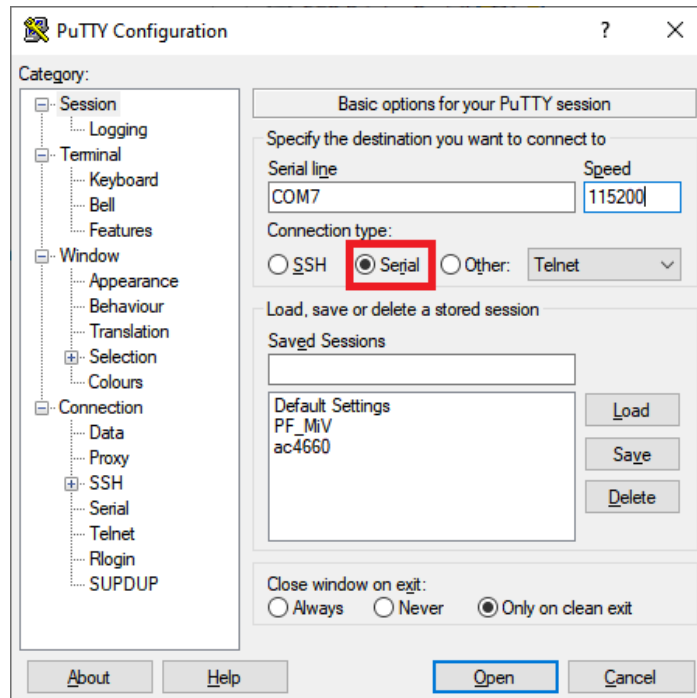 PuTTY Configuration
Category:
Session
Logging
Terminal
Keyboard
Bell
Features
Window
Appearance
Behaviour
Translation
Selection
Colours
Connection
Data
Proxy
SSH
Serial
Telnet
Rlogin
SUPDUP
Basic options for your PuTTY session
Specify the destination you want to connect to
Serial line Speed
COM7 115200
Connection type:
SSH Serial Other: Telnet
Load, save or delete a stored session
Saved Sessions
Default Settings
PF_MiV
ac4660
Load
Save
Delete
Close window on exit:
Always Never Only on clean exit
About Help Open Cancel